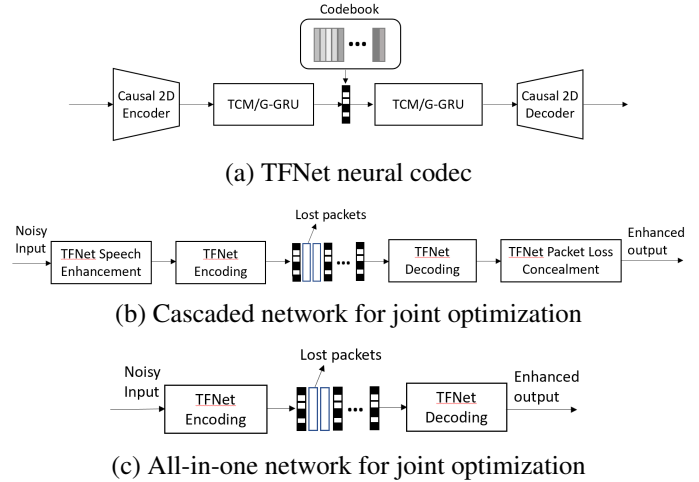 Codebook
Causal 2D
Encoder
TCM/G-GRU
TCM/G-GRU
Causal 2D
Decoder
(a) TFNet neural codec
Lost packets
Noisy
Input
TFNet Speech
Enhancement
TFNet
Encoding
TFNet
Decoding
TFNet Packet Loss
Concealment
Enhanced
output
(b) Cascaded network for joint optimization
Lost packets
Noisy
Input
TFNet
Encoding
TFNet
Decoding
Enhanced
output
(c) All-in-one network for joint optimization